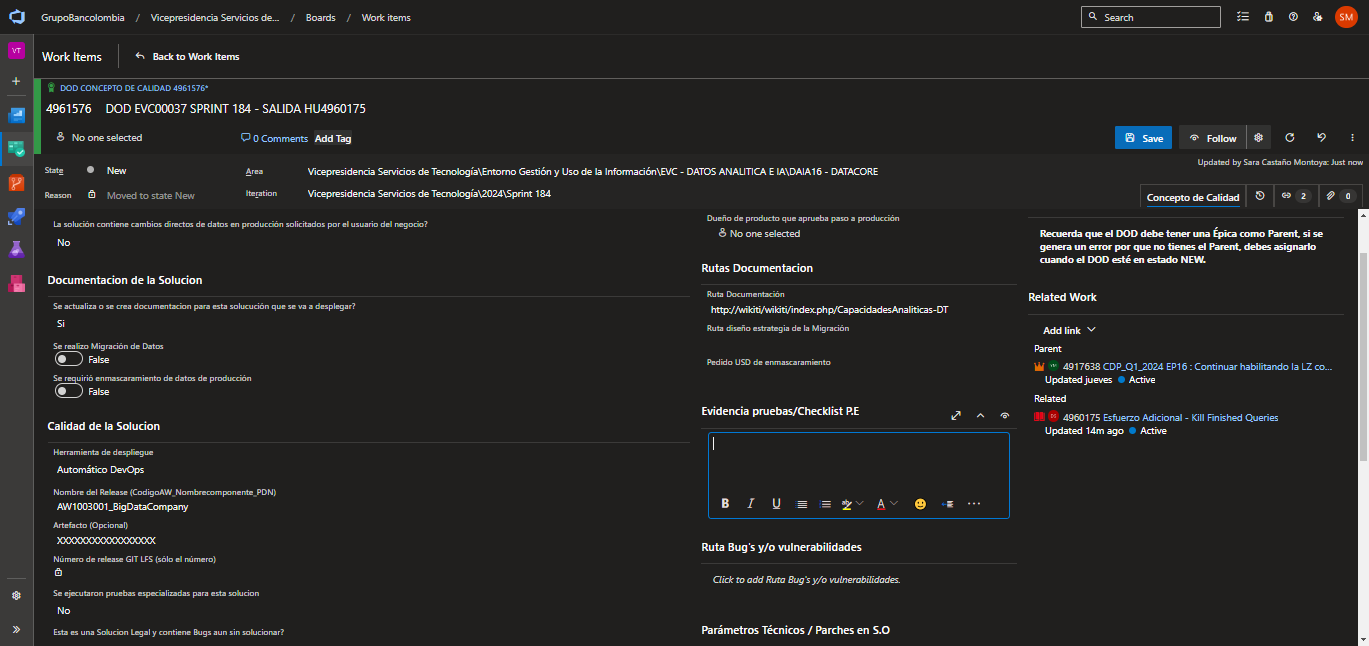 GrupoBancolombia / Vicepresidencia Servicios de... / Boards / Work items
Search
SM
VT
Work Items
Back to Work Items
DOD CONCEPTO DE CALIDAD 4961576*
4961576 DOD EVC00037 SPRINT 184 - SALIDA HU4960175
No one selected
0 Comments
Add Tag
Save
Follow
Updated by Sara Castaño Montoya: Just now
State
New
Area
Vicepresidencia Servicios de Tecnología\Entorno Gestión y Uso de la Información\EVC - DATOS ANALITICA E IA\DAIA16 - DATACORE
Reason
Moved to state New
Iteration
Vicepresidencia Servicios de Tecnología\2024\Sprint 184
Concepto de Calidad
2
0
La solución contiene cambios directos de datos en producción solicitados por el usuario del negocio?
No
Documentacion de la Solucion
Se actualiza o se crea documentacion para esta solucución que se va a desplegar?
Si
Se realizo Migración de Datos
False
Se requirió enmascaramiento de datos de producción
False
Calidad de la Solucion
Herramienta de despliegue
Automático DevOps
Nombre del Release (CodigoAW_Nombrecomponente_PDN)
AW1003001_BigDataCompany
Artefacto (Opcional)
XXXXXXXXXXXXXXXXX
Número de release GIT LFS (sólo el número)
Se ejecutaron pruebas especializadas para esta solucion
No
Esta es una Solucion Legal y contiene Bugs aun sin solucionar?
Dueño de producto que aprueba paso a producción
No one selected
Rutas Documentacion
Ruta Documentación
http://wikiti/wikiti/index.php/CapacidadesAnaliticas-DT
Ruta diseño estrategia de la Migración
Pedido USD de enmascaramiento
Evidencia pruebas/Checklist P.E
B I U
A
Ruta Bug's y/o vulnerabilidades
Click to add Ruta Bug's y/o vulnerabilidades.
Parámetros Técnicos / Parches en S.O
Recuerda que el DOD debe tener una Épica como Parent, si se
genera un error por que no tienes el Parent, debes asignarlo
cuando el DOD esté en estado NEW.
Related Work
Add link
Parent
4917638 CDP_Q1_2024 EP16 : Continuar habilitando la LZ co...
Updated jueves Active
Related
4960175 Esfuerzo Adicional - Kill Finished Queries
Updated 14m ago Active